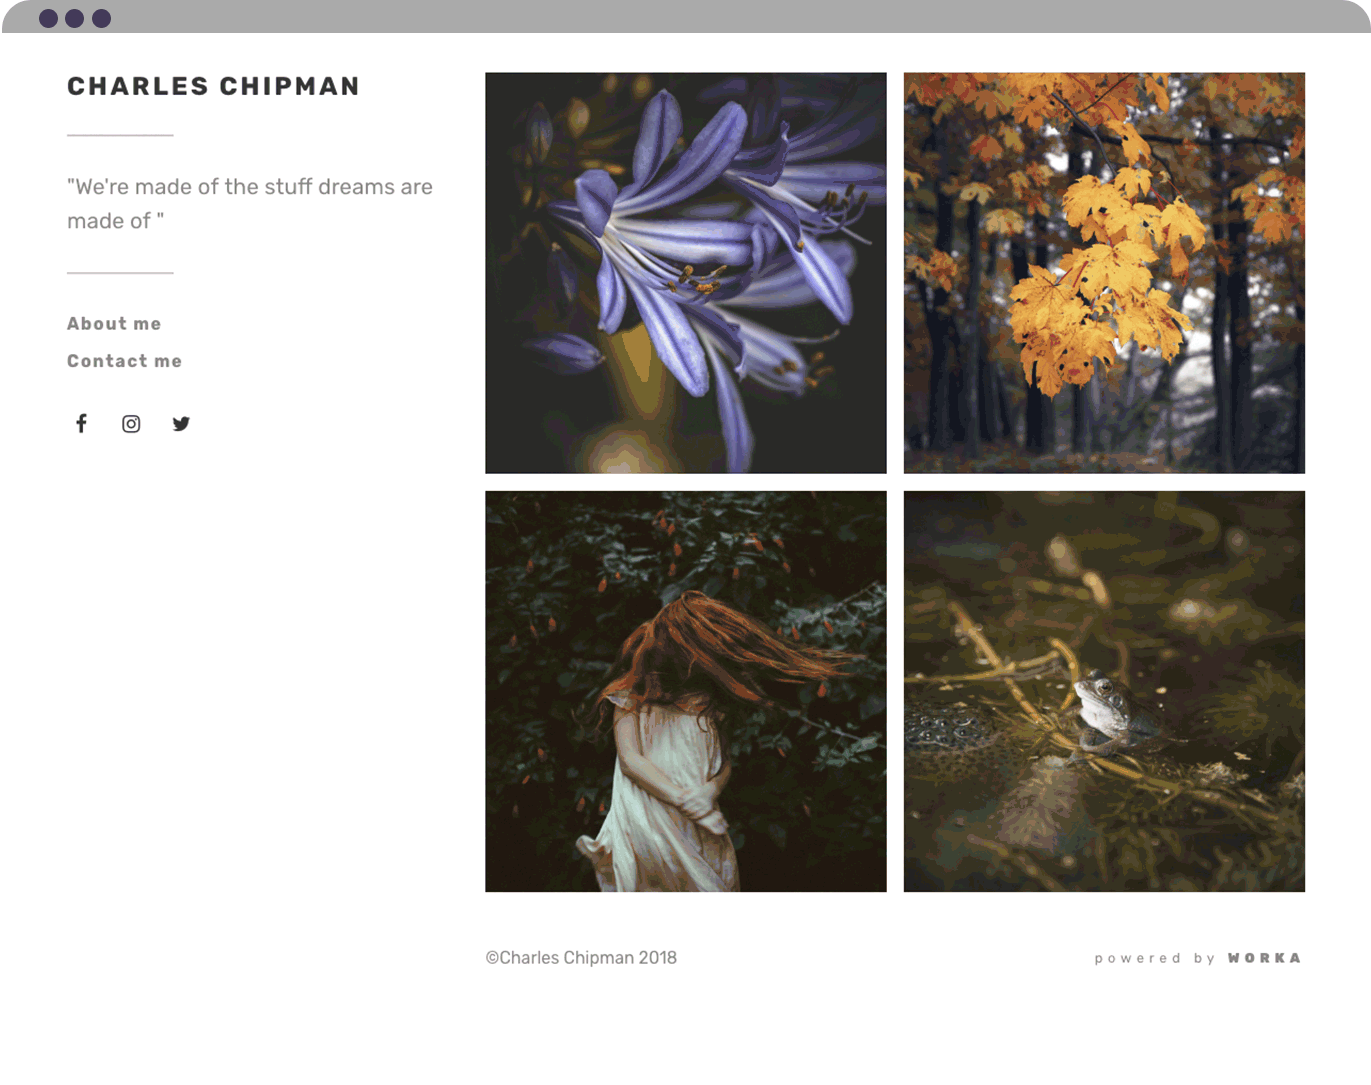 CHARLES CHIPMAN
"We're made of the stuff dreams are
made of "
About me
Contact me
©Charles Chipman 2018
powered by WORKA